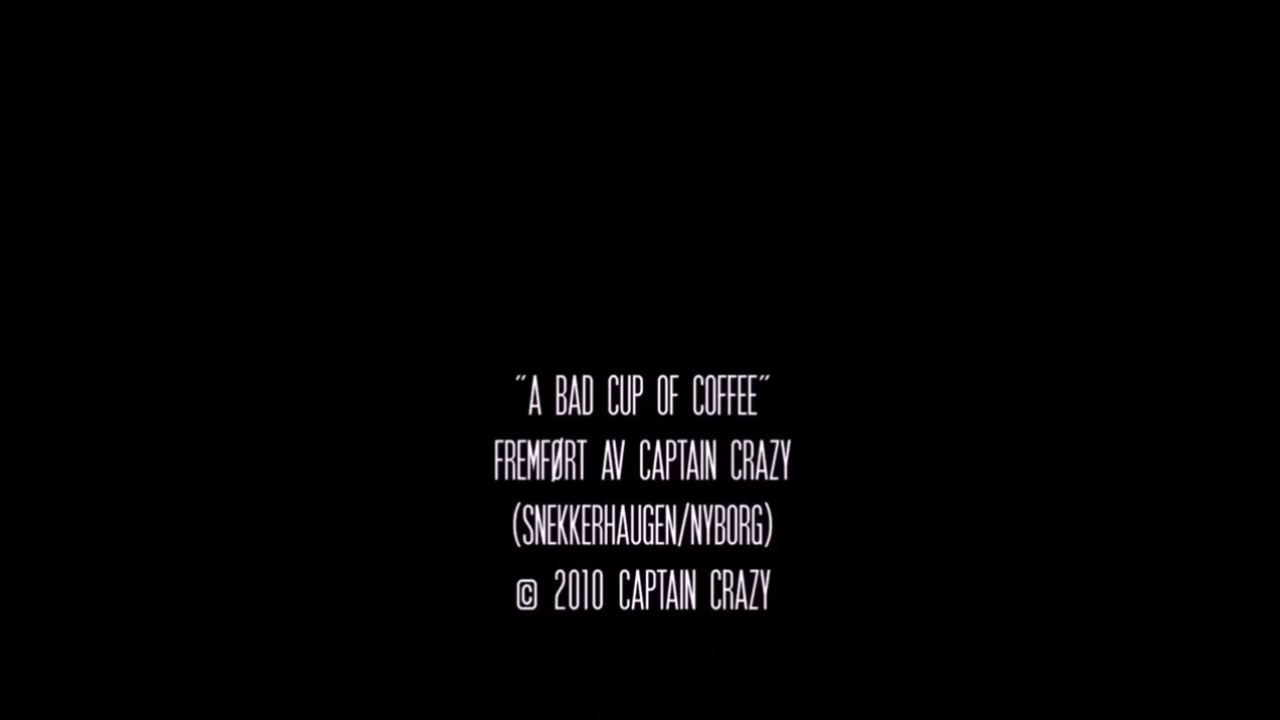 "A BAD CUP OF COFFEE"
FREMFØRT AV CAPTAIN CRAZY
(SNEKKERHAUGEN/NYBORG)
© 2010 CAPTAIN CRAZY